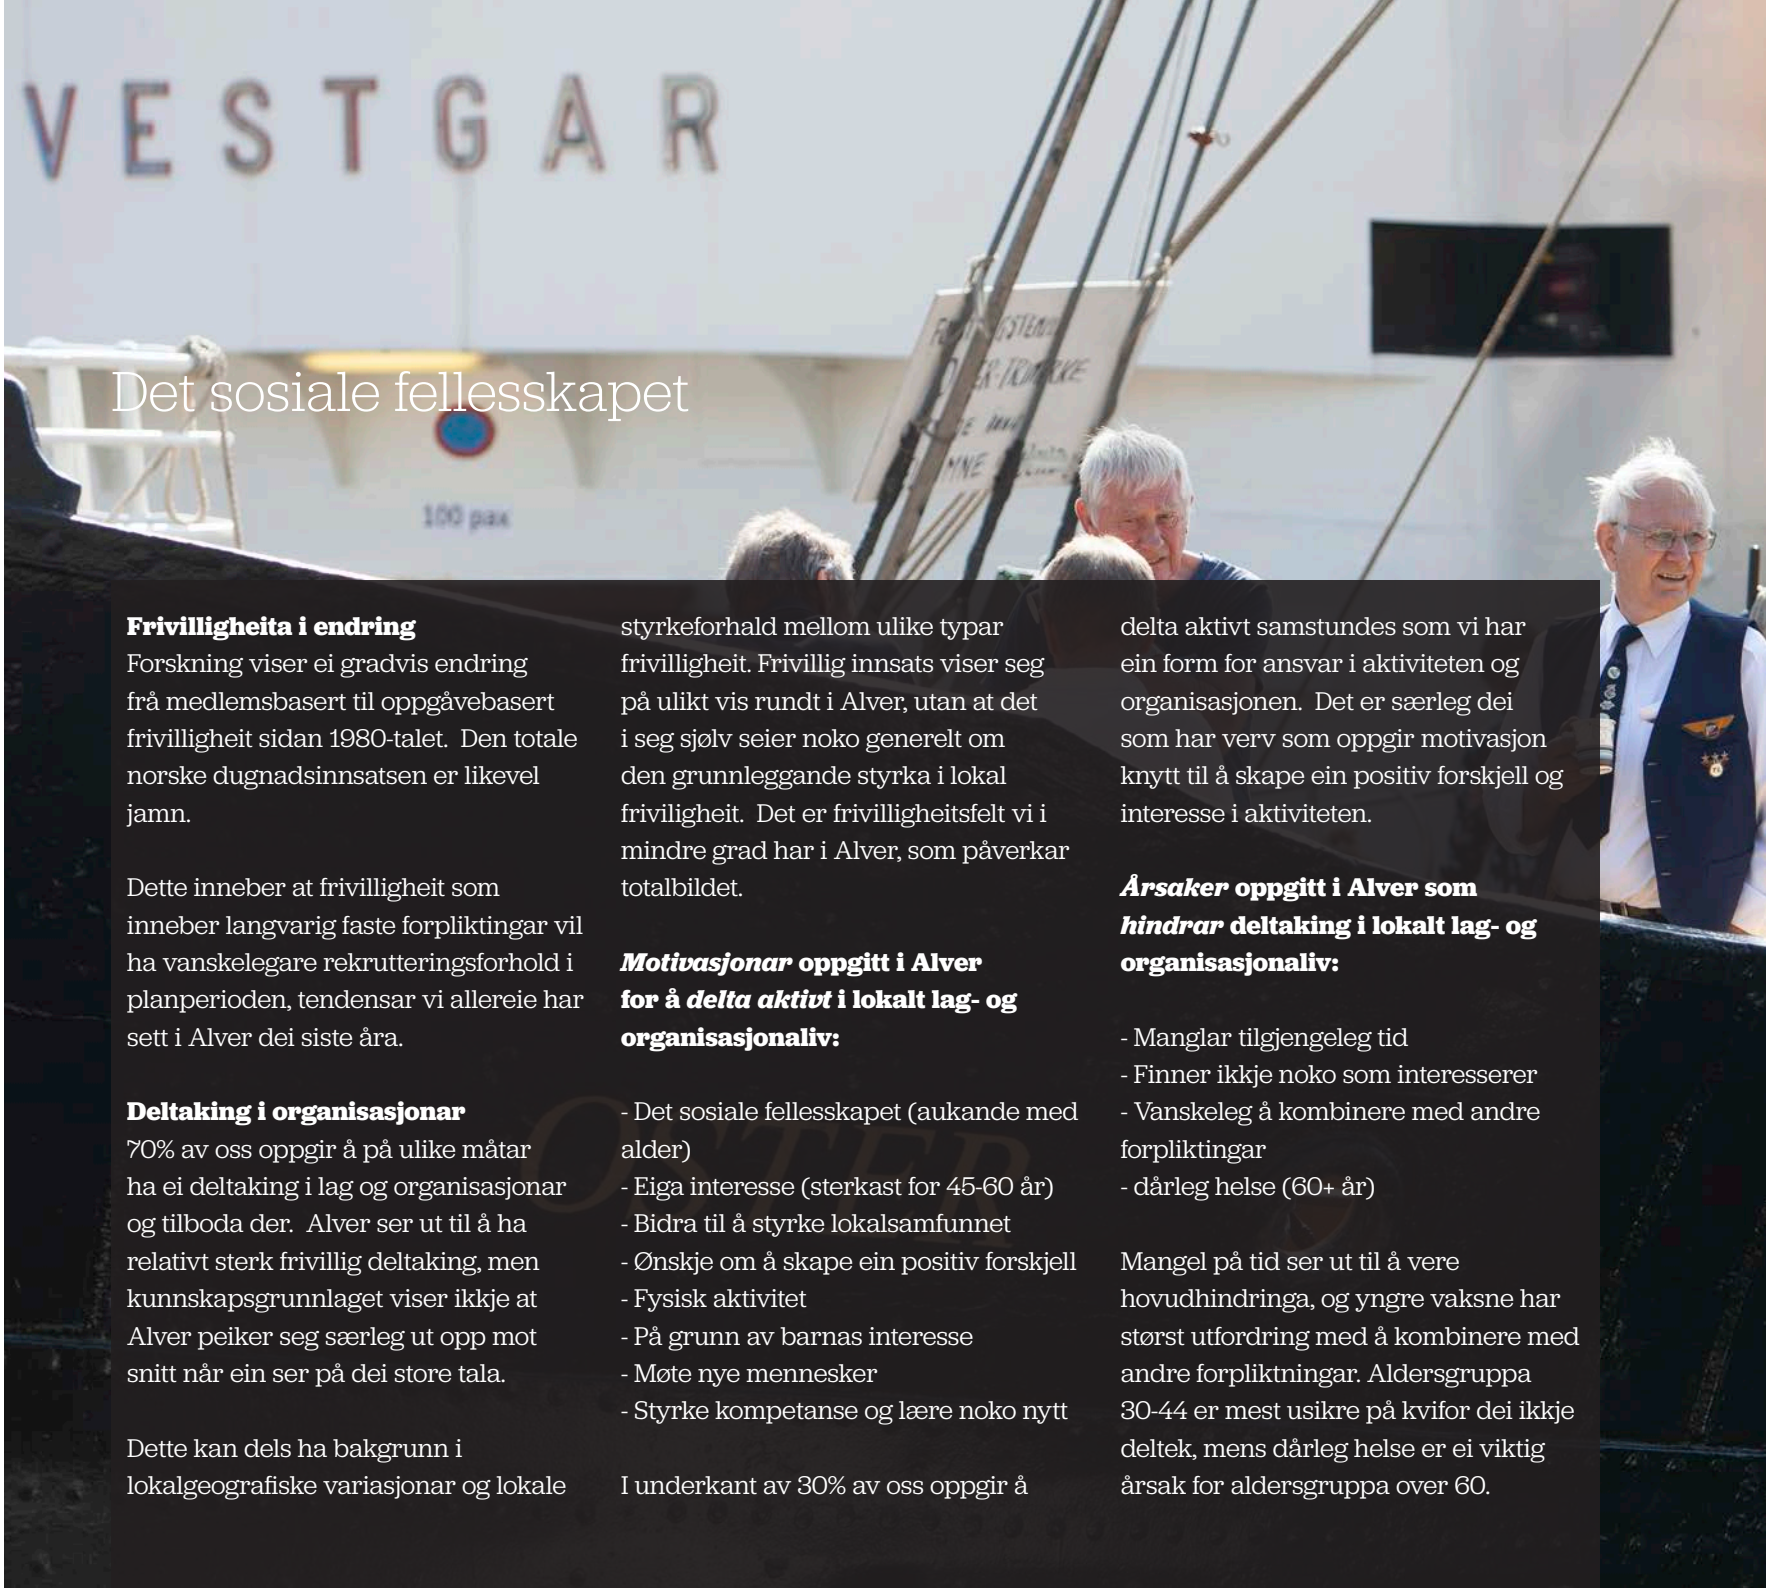 VESTGAR
Det sosiale fellesskapet
100 pax
Frivilligheita i endring
Forskning viser ei gradvis endring
frå medlemsbasert til oppgåvebasert
frivilligheit sidan 1980-talet.  Den totale
norske dugnadsinnsatsen er likevel
jamn.
Dette inneber at frivilligheit som
inneber langvarig faste forpliktingar vil
ha vanskelegare rekrutteringsforhold i
planperioden, tendensar vi allereie har
sett i Alver dei siste åra.
Deltaking i organisasjonar
70% av oss oppgir å på ulike måtar
ha ei deltaking i lag og organisasjonar
og tilboda der.  Alver ser ut til å ha
relativt sterk frivillig deltaking, men
kunnskapsgrunnlaget viser ikkje at
Alver peiker seg særleg ut opp mot
snitt når ein ser på dei store tala.
Dette kan dels ha bakgrunn i
lokalgeografiske variasjonar og lokale
styrkeforhald mellom ulike typar
frivilligheit. Frivillig innsats viser seg
på ulikt vis rundt i Alver, utan at det
i seg sjølv seier noko generelt om
den grunnleggande styrka i lokal
friviligheit.  Det er frivilligheitsfelt vi i
mindre grad har i Alver, som påverkar
totalbildet.
Motivasjonar oppgitt i Alver
for å delta aktivt i lokalt lag- og
organisasjonaliv:
- Det sosiale fellesskapet (aukande med
alder)
- Eiga interesse (sterkast for 45-60 år)
- Bidra til å styrke lokalsamfunnet
- Ønskje om å skape ein positiv forskjell
- Fysisk aktivitet
- På grunn av barnas interesse
- Møte nye mennesker
- Styrke kompetanse og lære noko nytt
I underkant av 30% av oss oppgir å
delta aktivt samstundes som vi har
ein form for ansvar i aktiviteten og
organisasjonen.  Det er særleg dei
som har verv som oppgir motivasjon
knytt til å skape ein positiv forskjell og
interesse i aktiviteten.
Årsaker oppgitt i Alver som
hindrar deltaking i lokalt lag- og
organisasjonaliv:
- Manglar tilgjengeleg tid
- Finner ikkje noko som interesserer
- Vanskeleg å kombinere med andre
forpliktingar
- dårleg helse (60+ år)
Mangel på tid ser ut til å vere
hovudhindringa, og yngre vaksne har
størst utfordring med å kombinere med
andre forpliktningar. Aldersgruppa
30-44 er mest usikre på kvifor dei ikkje
deltek, mens dårleg helse er ei viktig
årsak for aldersgruppa over 60.
OSTER